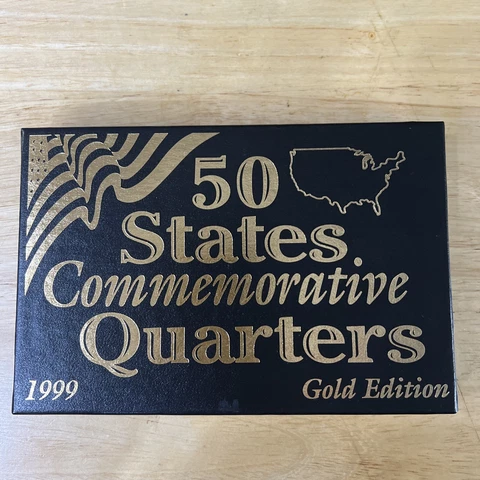 50
States
Commemorative
Quarters
1999 Gold Edition